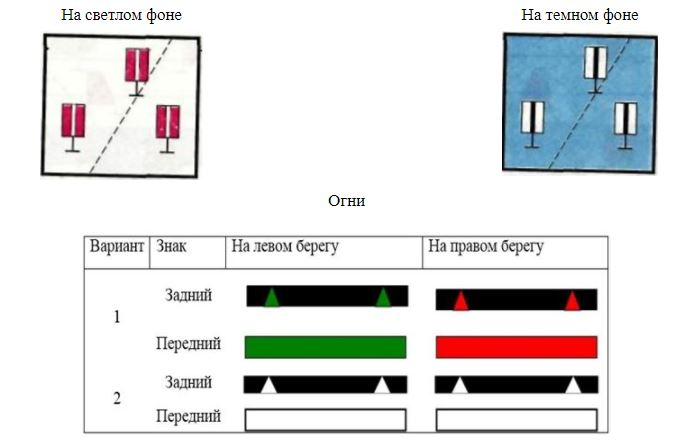 На светлом фоне
На темном фоне
Огни
Вариант Знак На левом берегу На правом берегу
1
Задний
Передний
2
Задний
Передний